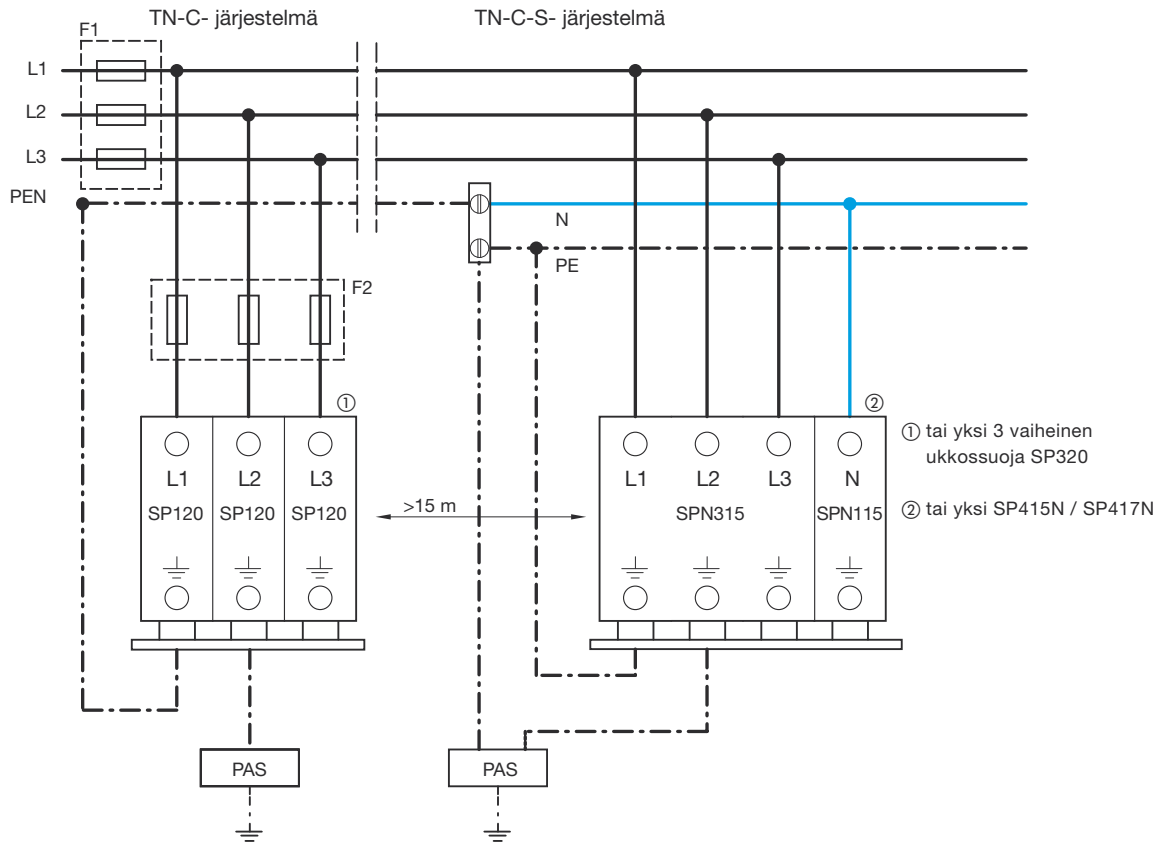 TN-C- järjestelmä
TN-C-S- järjestelmä
F1
L1
L2
L3
PEN
N
PE
F2
①
②
L1
L2
L3
SP120
SP120
SP120
>15 m
L1
L2
L3
N
SPN315
SPN115
① tai yksi 3 vaiheinen
ukkossuoja SP320
② tai yksi SP415N / SP417N
PAS
PAS